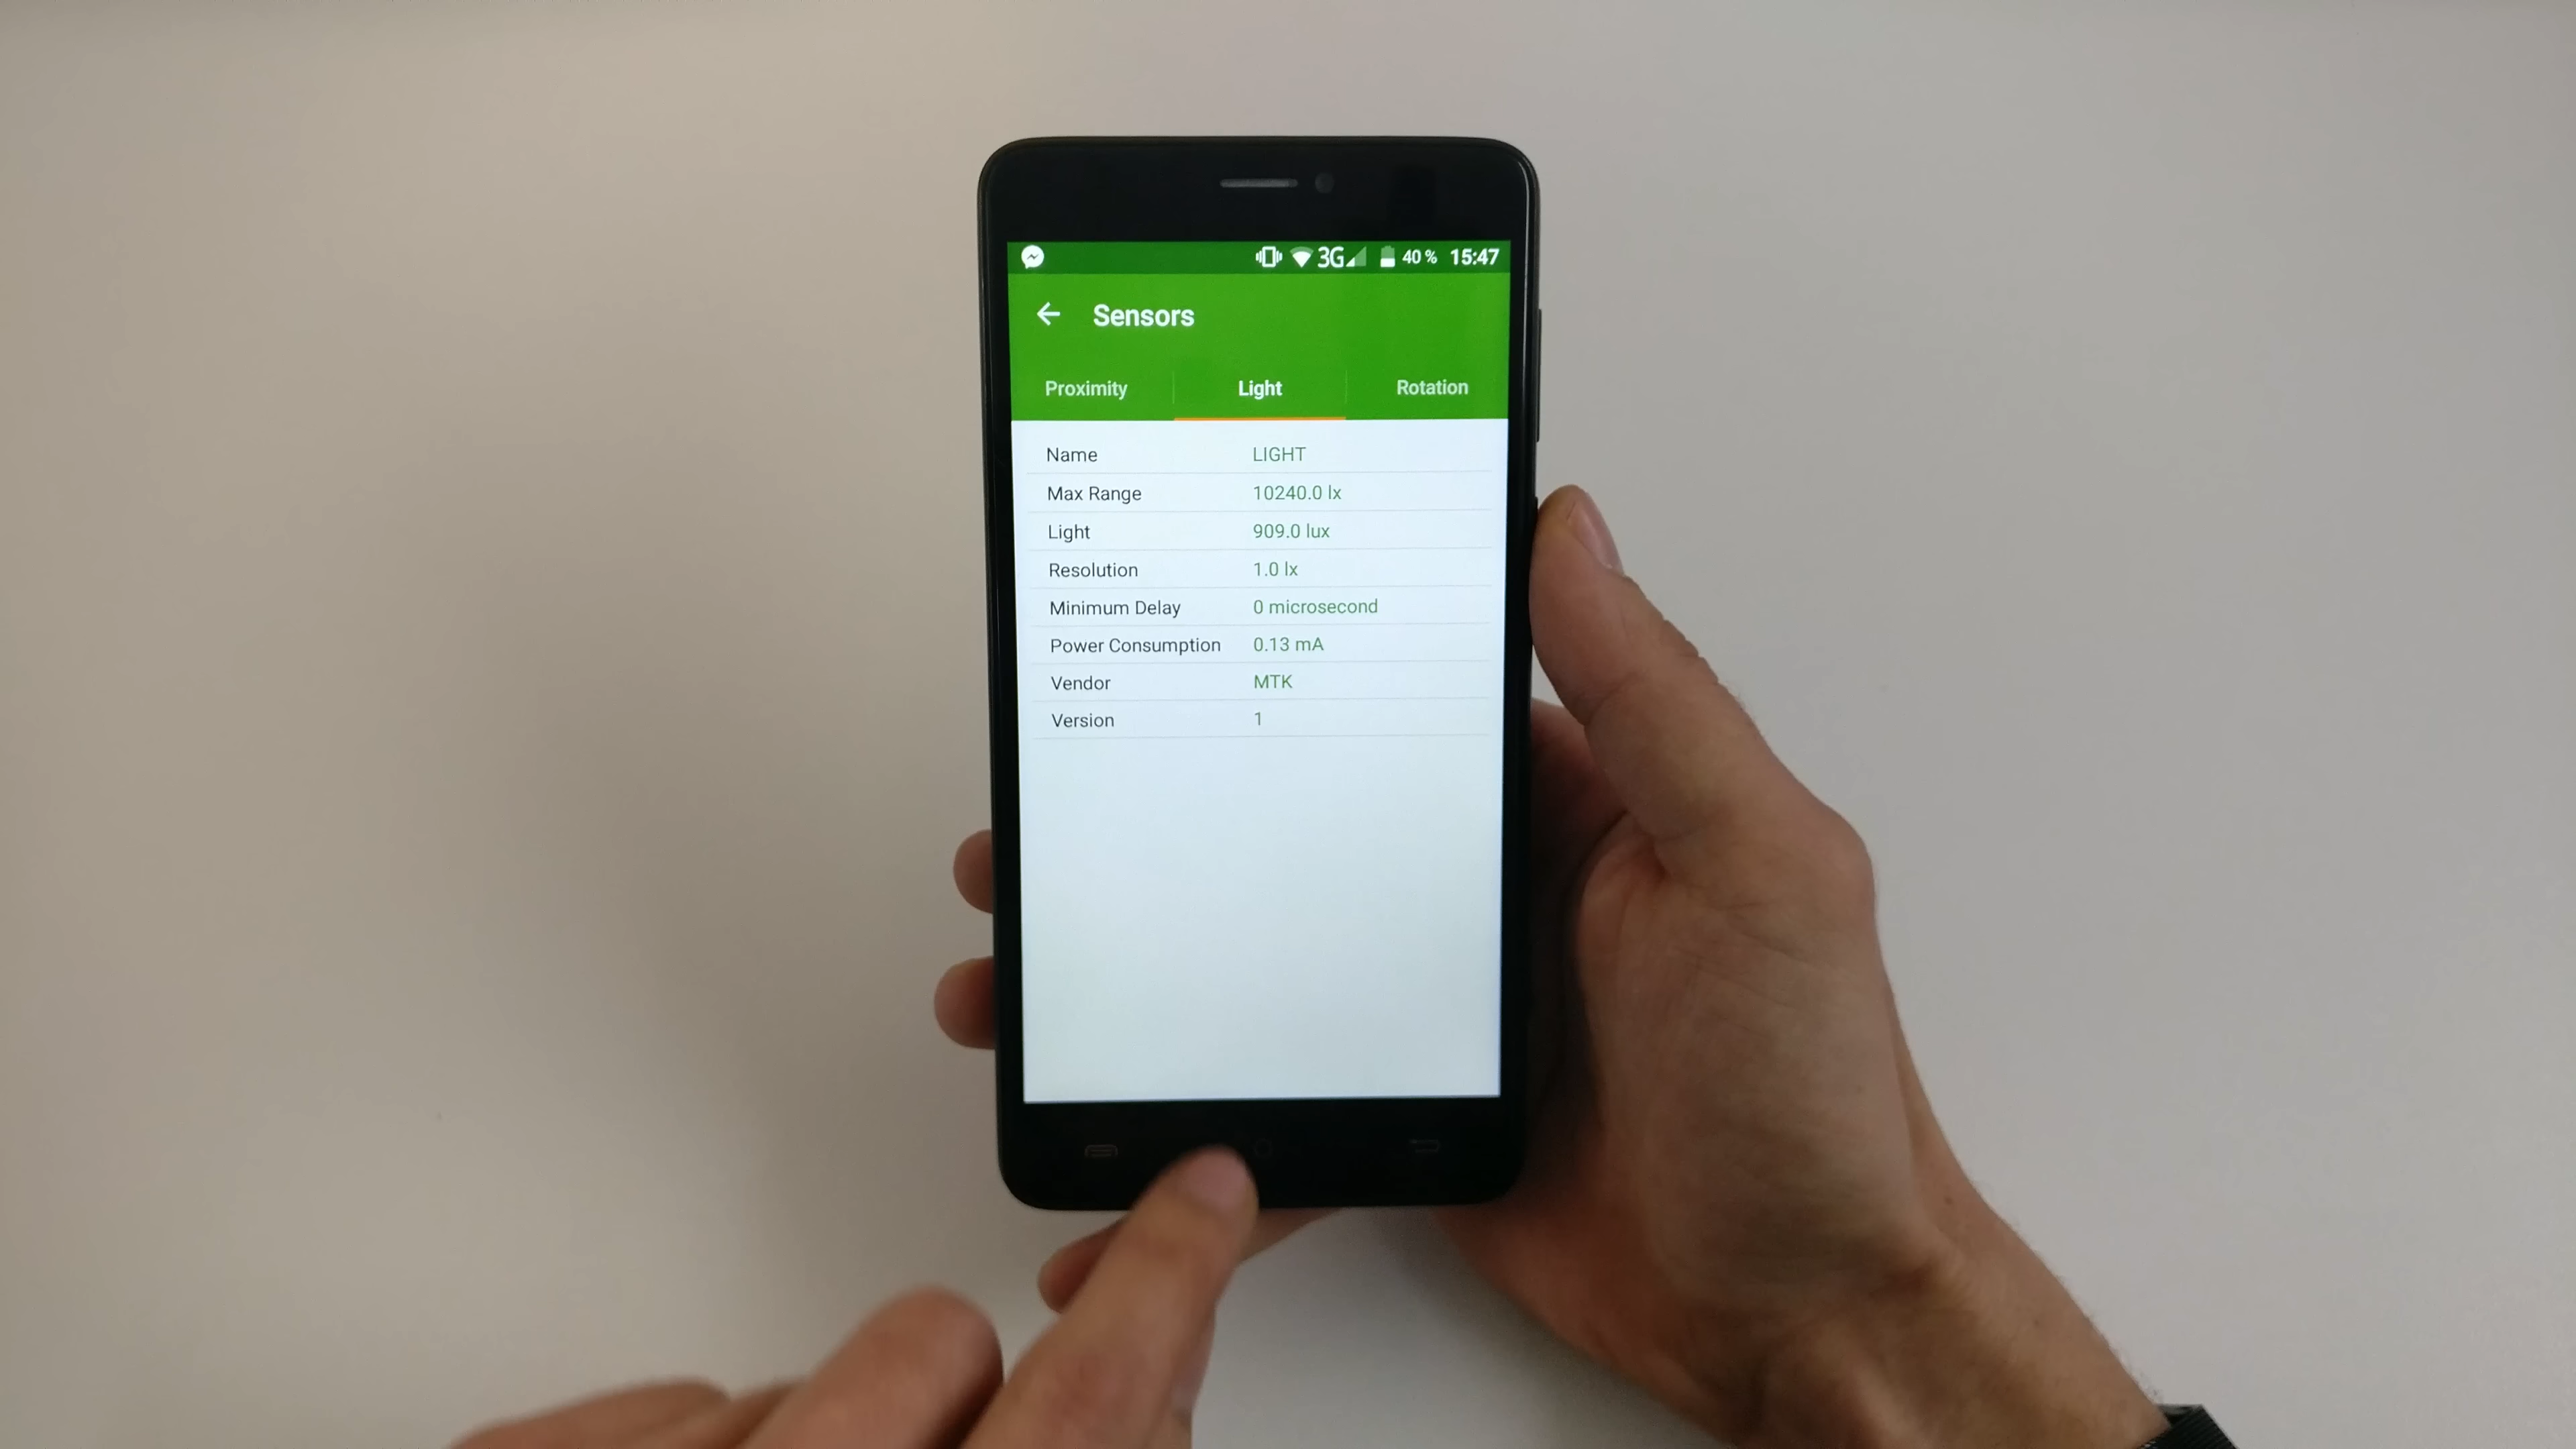 3G 40 % 15:47
Sensors
Proximity Light Rotation
Name LIGHT
Max Range 10240.0 lx
Light 909.0 lux
Resolution 1.0 lx
Minimum Delay 0 microsecond
Power Consumption 0.13 mA
Vendor MTK
Version 1